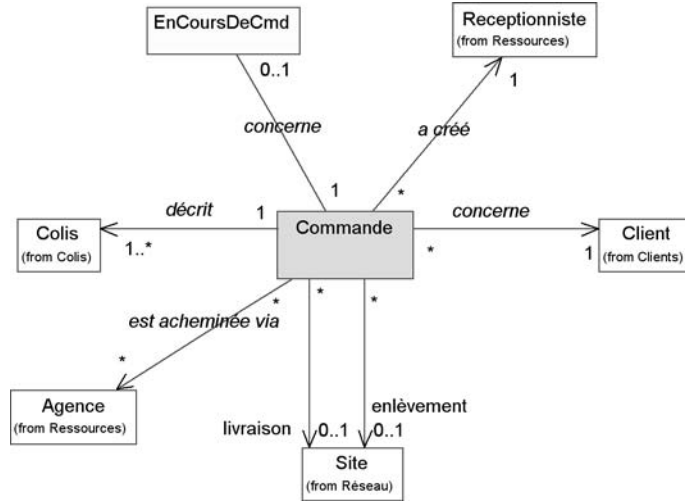 EnCoursDeCmd
Receptionniste
(from Ressources)
0..1
1
concerne
a créé
1
*
décrit
1
Commande
concerne
Colis
(from Colis)
1..*
*
1
Client
(from Clients)
est acheminée via
*
*
*
*
Agence
(from Ressources)
livraison
enlèvement
0..1
0..1
Site
(from Réseau)